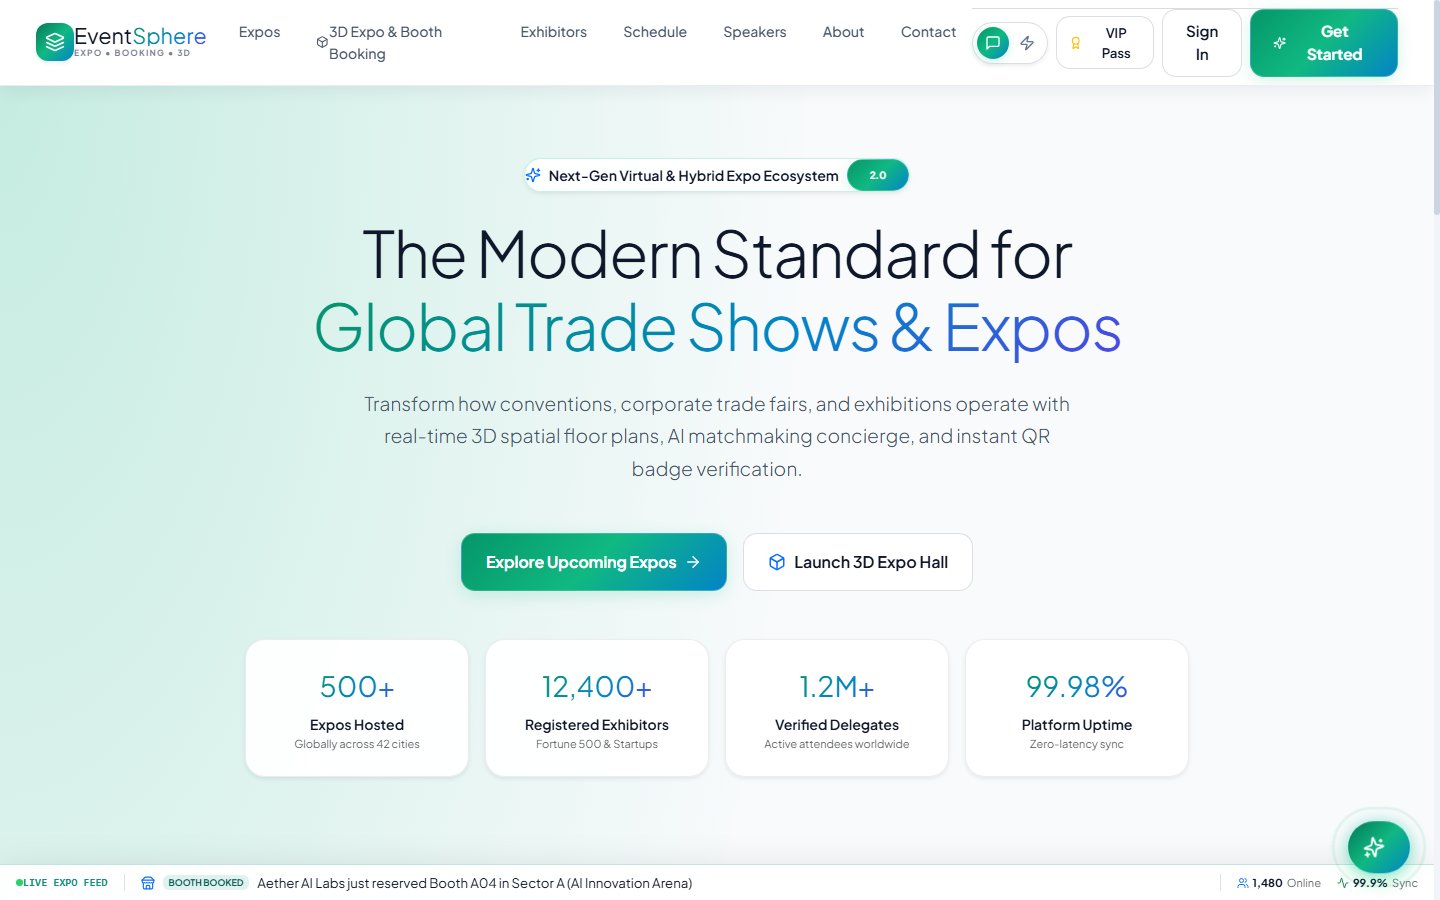 EventSphere
EXPO • BOOKING • 3D
Expos
3D Expo & Booth
Booking
Exhibitors
Schedule
Speakers
About
Contact
VIP
Pass
Sign
In
Get
Started
Next-Gen Virtual & Hybrid Expo Ecosystem
2.0
The Modern Standard for
Global Trade Shows & Expos
Transform how conventions, corporate trade fairs, and exhibitions operate with
real-time 3D spatial floor plans, AI matchmaking concierge, and instant QR
badge verification.
Explore Upcoming Expos
Launch 3D Expo Hall
500+
Expos Hosted
Globally across 42 cities
12,400+
Registered Exhibitors
Fortune 500 & Startups
1.2M+
Verified Delegates
Active attendees worldwide
99.98%
Platform Uptime
Zero-latency sync
LIVE EXPO FEED
BOOTH BOOKED
Aether AI Labs just reserved Booth A04 in Sector A (AI Innovation Arena)
1,480 Online
99.9% Sync